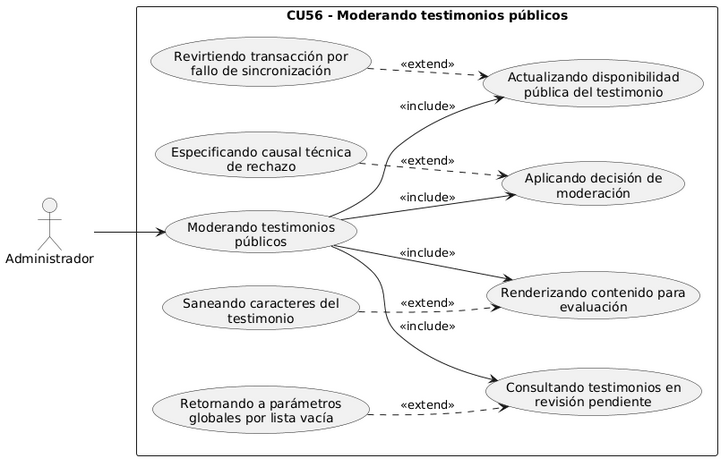 CU56 - Moderando testimonios públicos
Revirtiendo transacción por
fallo de sincronización
«extend»
Actualizando disponibilidad
pública del testimonio
«include»
Especificando causal técnica
de rechazo
«extend»
Aplicando decisión de
moderación
«include»
Administrador
Moderando testimonios
públicos
«include»
Renderizando contenido para
evaluación
Saneando caracteres del
testimonio
«extend»
«include»
Consultando testimonios en
revisión pendiente
Retornando a parámetros
globales por lista vacía
«extend»